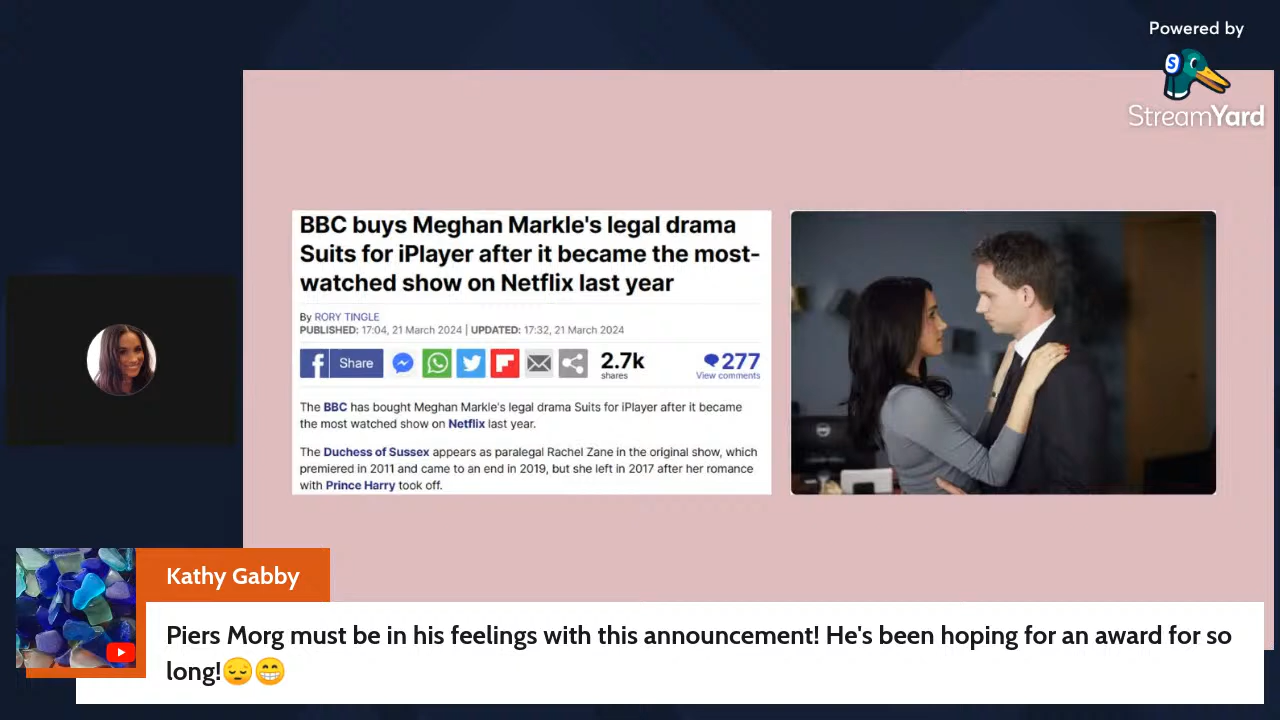 Powered by
StreamYard
BBC buys Meghan Markle's legal drama
Suits for iPlayer after it became the most-
watched show on Netflix last year
By RORY TINGLE
PUBLISHED: 17:04, 21 March 2024 | UPDATED: 17:32, 21 March 2024
Share
2.7k
shares
277
View comments
The BBC has bought Meghan Markle's legal drama Suits for iPlayer after it became
the most watched show on Netflix last year.
The Duchess of Sussex appears as paralegal Rachel Zane in the original show, which
premiered in 2011 and came to an end in 2019, but she left in 2017 after her romance
with Prince Harry took off.
Kathy Gabby
Piers Morg must be in his feelings with this announcement! He's been hoping for an award for so
long!😔😁